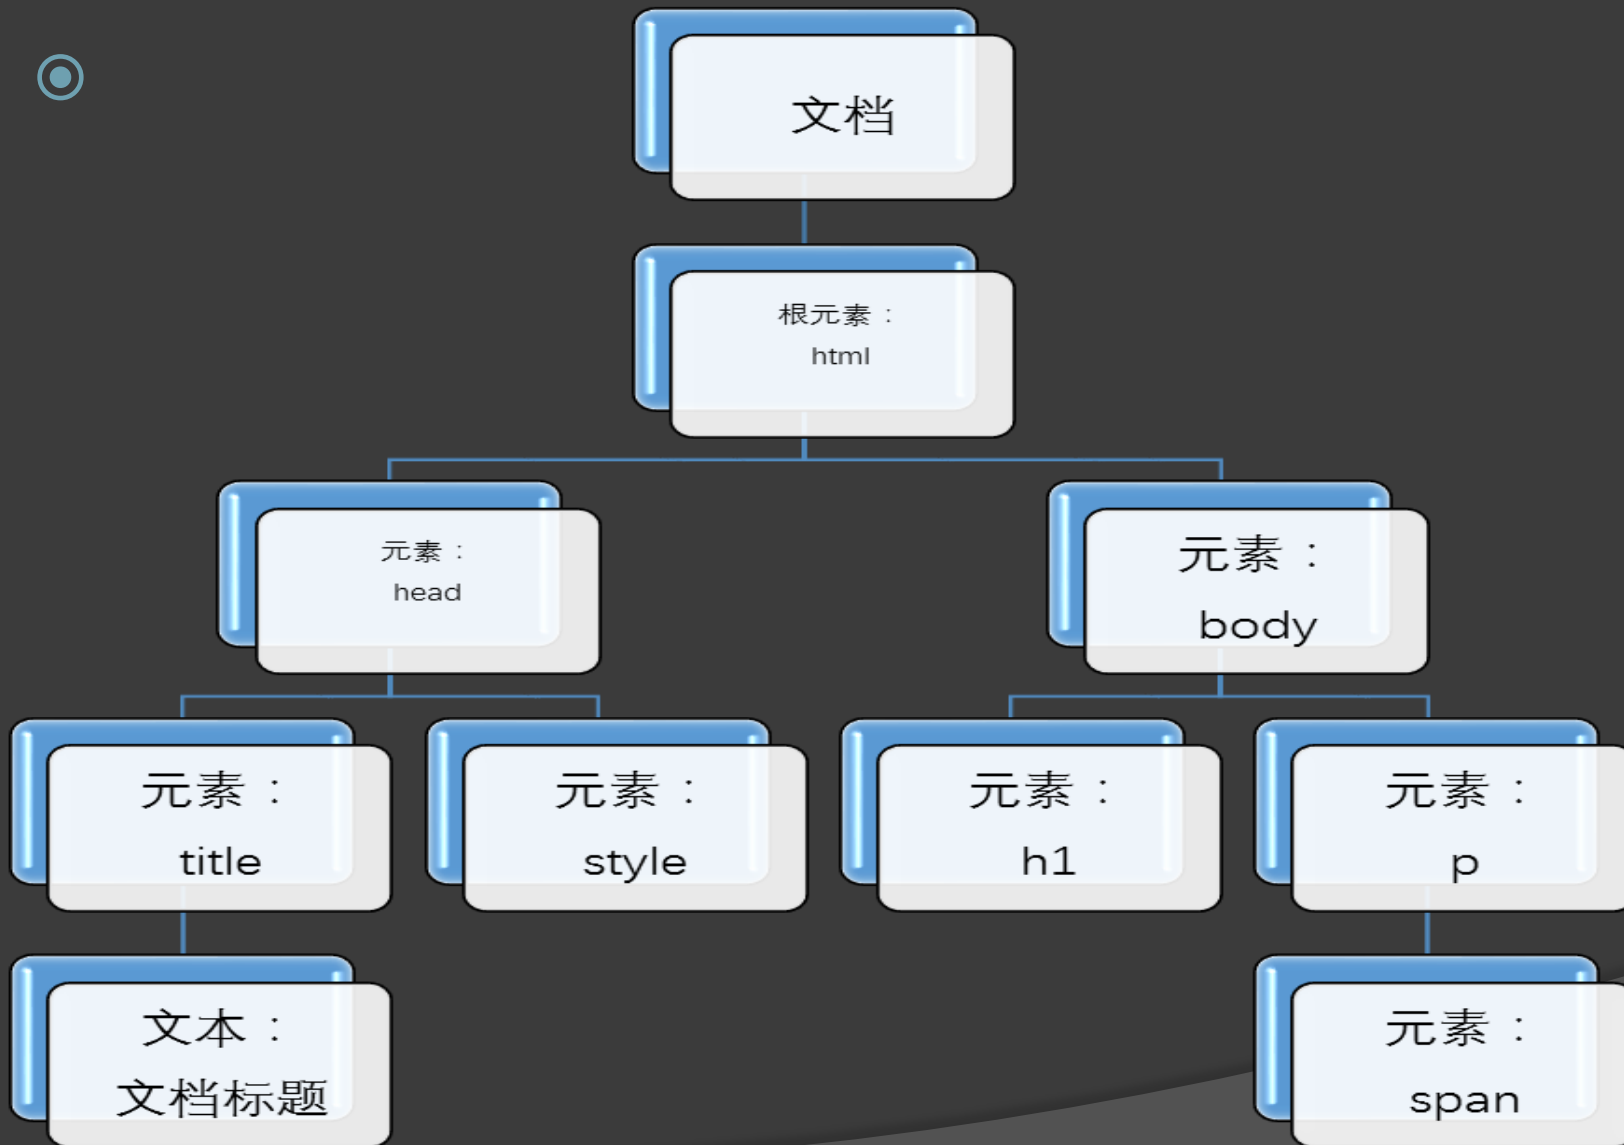 文档
根元素：
html
元素：
head
元素：
body
元素：
title
元素：
style
元素：
h1
元素：
p
文本：
文档标题
元素：
span